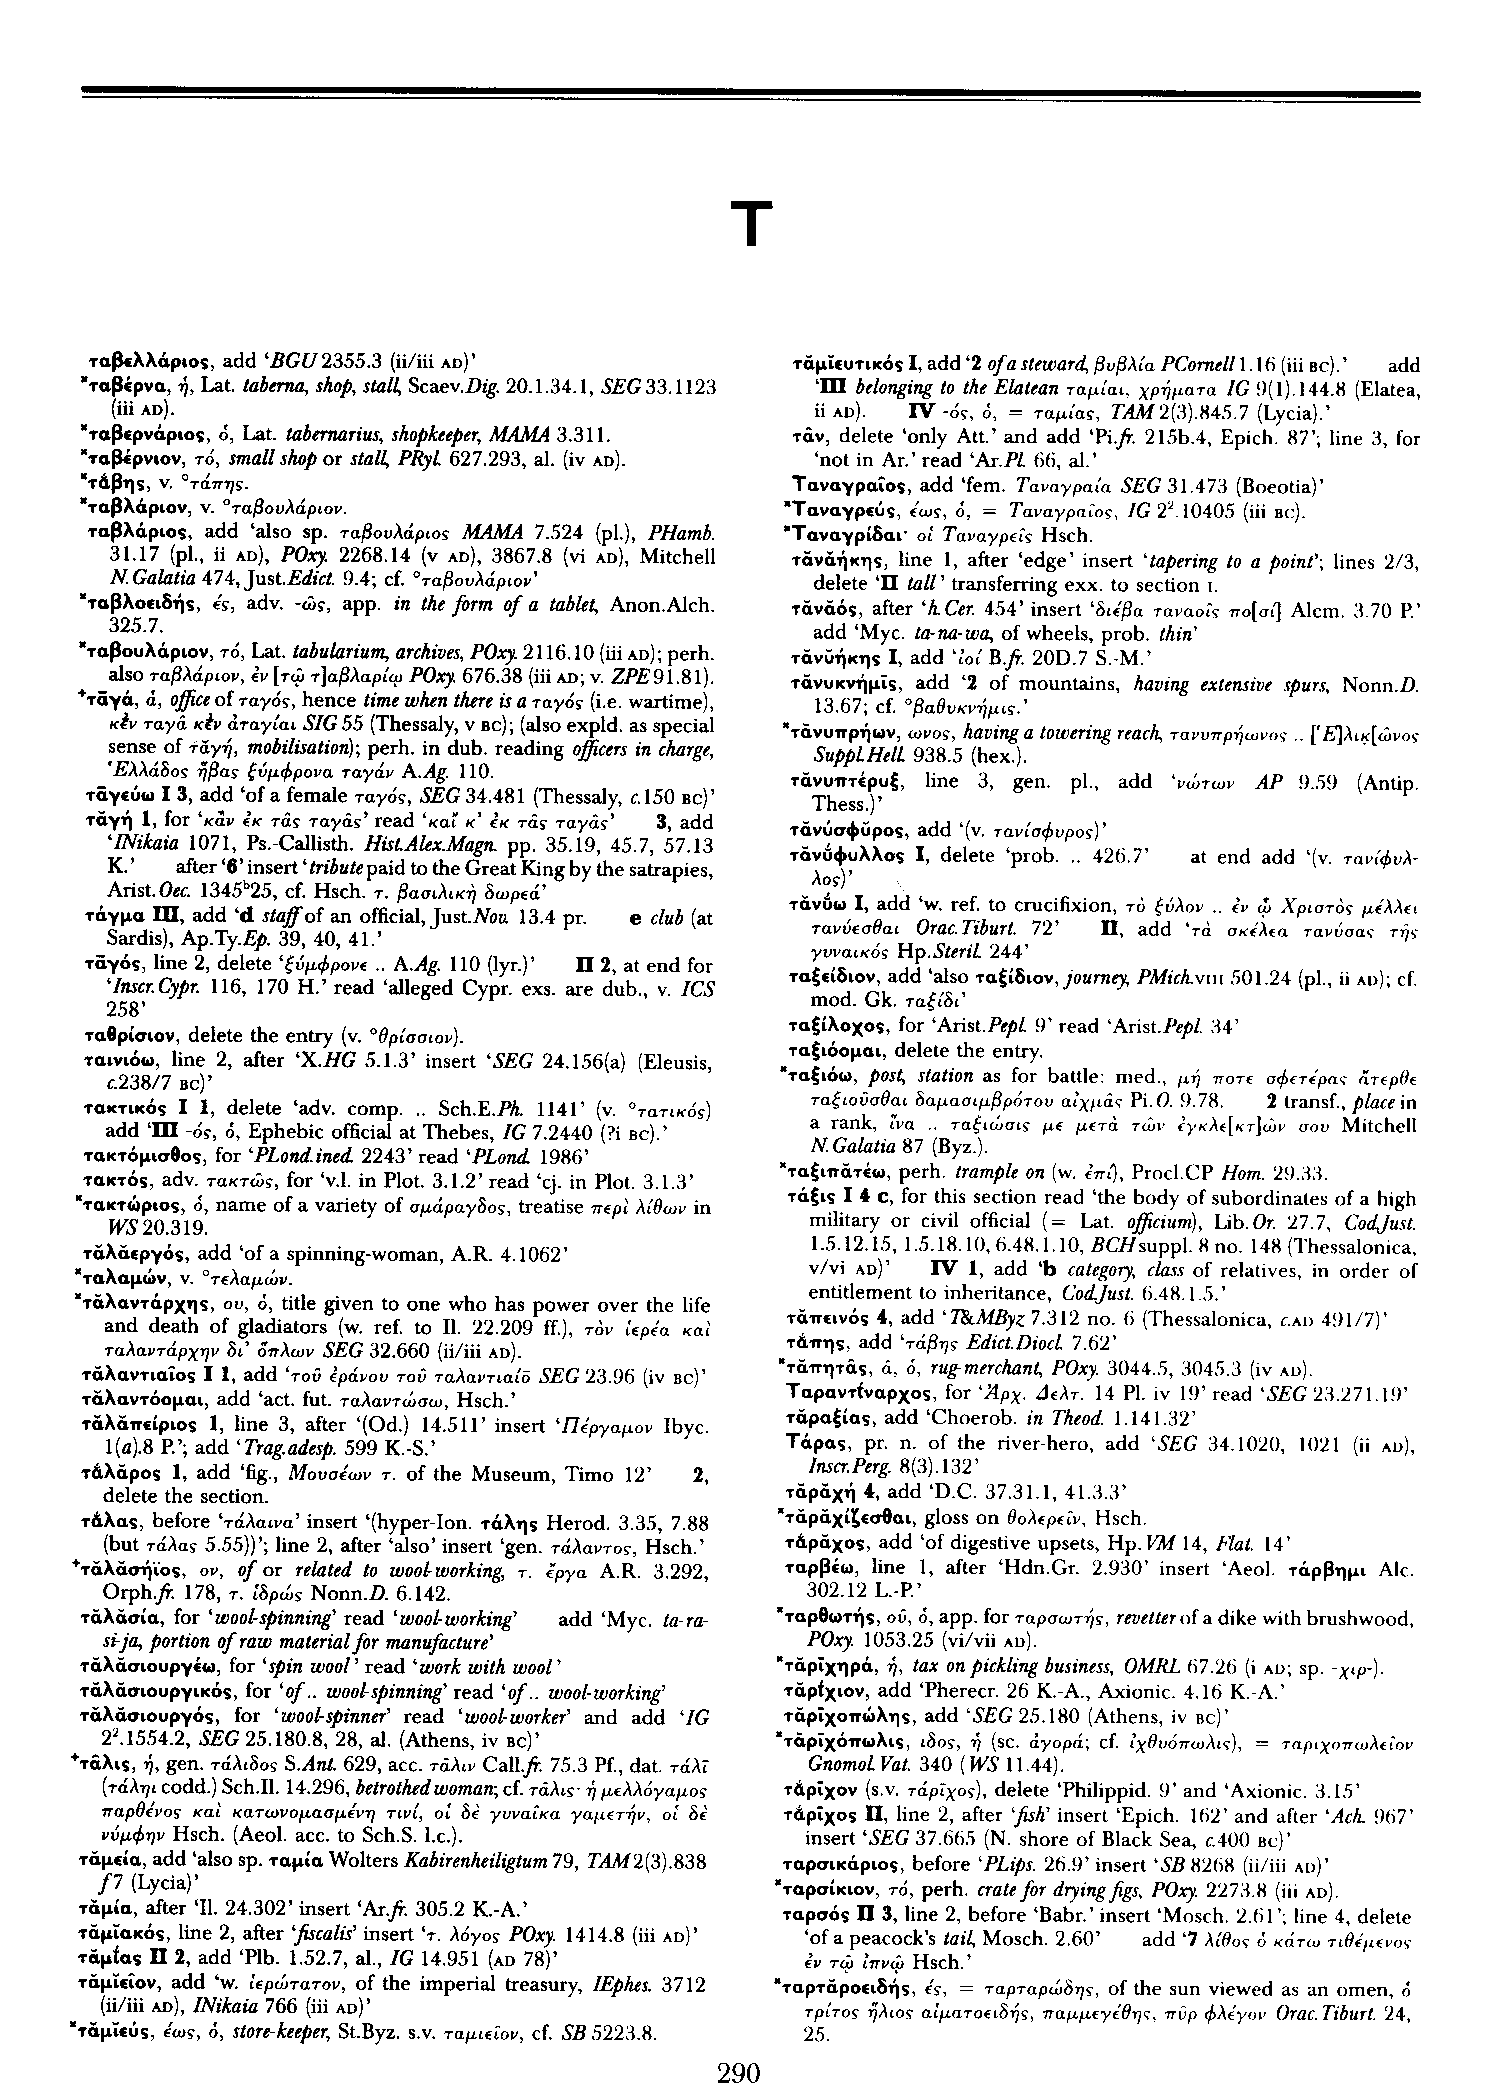 T
ταβελλάριος, add ‘BGU 2355.3 (ii/iii AD)’
*ταβέρνα, ἡ, Lat. taberna, shop, stall, Scaev.Dig. 20.1.34.1, SEG 33.1123
(iii AD).
*ταβερνάριος, ὁ, Lat. tabernarius, shopkeeper, MAMA 3.311.
*ταβέρνιον, τό, small shop or stall, PRyl. 627.293, al. (iv AD).
*τάβης, v. °τάπης.
*ταβλάριον, v. °ταβουλάριον.
ταβλάριος, add ‘also sp. ταβουλάριος MAMA 7.524 (pl.), PHamb.
31.17 (pl., ii AD), POxy. 2268.14 (v AD), 3867.8 (vi AD), Mitchell
N.Galatia 474, Just.Edict. 9.4; cf. °ταβουλάριον’
*ταβλοειδής, ές, adv. -ῶς, app. in the form of a tablet, Anon.Alch.
325.7.
*ταβουλάριον, τό, Lat. tabularium, archives, POxy. 2116.10 (iii AD); perh.
also ταβλάριον, ἐν [τῷ τ]αβλαρίῳ POxy. 676.38 (iii AD; v. ZPE 91.81).
⁺τᾱγά, ἁ, office of ταγός, hence time when there is a ταγός (i.e. wartime),
κἐν ταγᾶ κἐν ἀταγίαι SIG 55 (Thessaly, v BC); (also expld. as special
sense of τᾰγή, mobilisation); perh. in dub. reading officers in charge,
Ἑλλάδος ἥβας ξύμφρονα ταγάν A.Ag. 110.
τᾱγεύω I 3, add ‘of a female ταγός, SEG 34.481 (Thessaly, c.150 BC)’
τᾰγή 1, for ‘κἂν ἐκ τᾶς ταγᾶς’ read ‘καἴ κ’ ἐκ τᾶς ταγᾶς’ 3, add
‘INikaia 1071, Ps.-Callisth. Hist.Alex.Magn. pp. 35.19, 45.7, 57.13
K.’ after ‘6’ insert ‘tribute paid to the Great King by the satrapies,
Arist.Oec. 1345ᵇ25, cf. Hsch. τ. βασιλικὴ δωρεά’
τάγμα III, add ‘d staff of an official, Just.Nov. 13.4 pr. e club (at
Sardis), Ap.Ty.Ep. 39, 40, 41.’
τᾱγός, line 2, delete ‘ξύμφρονε .. A.Ag. 110 (lyr.)’ II 2, at end for
‘Inscr.Cypr. 116, 170 H.’ read ‘alleged Cypr. exs. are dub., v. ICS
258’
ταθρίσιον, delete the entry (v. °θρίσσιον).
ταινιόω, line 2, after ‘X.HG 5.1.3’ insert ‘SEG 24.156(a) (Eleusis,
c.238/7 BC)’
τακτικός I 1, delete ‘adv. comp. .. Sch.E.Ph. 1141’ (v. °τατικός)
add ‘III -ός, ὁ, Ephebic official at Thebes, IG 7.2440 (?i BC).’
τακτόμισθος, for ‘PLond.ined. 2243’ read ‘PLond. 1986’
τακτός, adv. τακτῶς, for ‘v.l. in Plot. 3.1.2’ read ‘cj. in Plot. 3.1.3’
*τακτώριος, ὁ, name of a variety of σμάραγδος, treatise περὶ λίθων in
WS 20.319.
τᾰλᾰεργός, add ‘of a spinning-woman, A.R. 4.1062’
*ταλαμών, v. °τελαμών.
*τᾰλαντάρχης, ου, ὁ, title given to one who has power over the life
and death of gladiators (w. ref. to Il. 22.209 ff.), τὸν ἱερέα καὶ
ταλαντάρχην δι’ ὅπλων SEG 32.660 (ii/iii AD).
τᾰλαντιαῖος I 1, add ‘τοῦ ἐράνου τοῦ ταλαντιαίō SEG 23.96 (iv BC)’
τᾰλαντόομαι, add ‘act. fut. ταλαντώσω, Hsch.’
τᾰλᾰπείριος 1, line 3, after ‘(Od.) 14.511’ insert ‘Πέργαμον Ibyc.
1(a).8 P.’; add ‘Trag.adesp. 599 K.-S.’
τᾰ́λᾰρος 1, add ‘fig., Μουσέων τ. of the Museum, Timo 12’ 2,
delete the section.
τᾰ́λας, before ‘τάλαινα’ insert ‘(hyper-Ion. τάλης Herod. 3.35, 7.88
(but τάλας 5.55))’; line 2, after ‘also’ insert ‘gen. τάλαντος, Hsch.’
⁺τᾰλᾰσήϊος, ον, of or related to wool-working, τ. ἔργα A.R. 3.292,
Orph.fr. 178, τ. ἱδρώς Nonn.D. 6.142.
τᾰλᾰσία, for ‘wool-spinning’ read ‘wool-working’ add ‘Myc. ta-ra-
si-ja, portion of raw material for manufacture’
τᾰλᾰσιουργέω, for ‘spin wool’ read ‘work with wool’
τᾰλᾰσιουργικός, for ‘of .. wool-spinning’ read ‘of .. wool-working’
τᾰλᾰσιουργός, for ‘wool-spinner’ read ‘wool-worker’ and add ‘IG
2².1554.2, SEG 25.180.8, 28, al. (Athens, iv BC)’
⁺τᾶλις, ἡ, gen. τάλιδος S.Ant. 629, acc. τᾶλιν Call.fr. 75.3 Pf., dat. τάλῑ
(τάληι codd.) Sch.Il. 14.296, betrothed woman; cf. τᾶλις· ἡ μελλόγαμος
παρθένος καὶ κατωνομασμένη τινί, οἱ δὲ γυναῖκα γαμετήν, οἱ δὲ
νύμφην Hsch. (Aeol. acc. to Sch.S. l.c.).
τᾰμεία, add ‘also sp. ταμία Wolters Kabirenheiligtum 79, TAM 2(3).838
f 7 (Lycia)’
τᾰμία, after ‘Il. 24.302’ insert ‘Ar.fr. 305.2 K.-A.’
τᾰμῐακός, line 2, after ‘fiscalis’ insert ‘τ. λόγος POxy. 1414.8 (iii AD)’
τᾰμίας II 2, add ‘Plb. 1.52.7, al., IG 14.951 (AD 78)’
τᾰμῐεῖον, add ‘w. ἱερώτατον, of the imperial treasury, IEphes. 3712
(ii/iii AD), INikaia 766 (iii AD)’
*τᾰμῐεύς, έως, ὁ, store-keeper, St.Byz. s.v. ταμιεῖον, cf. SB 5223.8.
τᾰμῐευτικός I, add ‘2 of a steward, βυβλία PCornell 1.16 (iii BC).’ add
‘III belonging to the Elatean ταμίαι, χρήματα IG 9(1).144.8 (Elatea,
ii AD). IV -ός, ὁ, = ταμίας, TAM 2(3).845.7 (Lycia).’
τᾶν, delete ‘only Att.’ and add ‘Pi.fr. 215b.4, Epich. 87’; line 3, for
‘not in Ar.’ read ‘Ar.Pl. 66, al.’
Ταναγραῖος, add ‘fem. Ταναγραία SEG 31.473 (Boeotia)’
*Ταναγρεύς, έως, ὁ, = Ταναγραῖος, IG 2².10405 (iii BC).
*Ταναγρίδαι· οἱ Ταναγρεῖς Hsch.
τᾰνᾰήκης, line 1, after ‘edge’ insert ‘tapering to a point’; lines 2/3,
delete ‘II tall’ transferring exx. to section I.
τᾰνᾰός, after ‘h.Cer. 454’ insert ‘διέβα ταναοῖς πο[σί] Alcm. 3.70 P.’
add ‘Myc. ta-na-wa, of wheels, prob. thin’
τᾰνῠήκης I, add ‘ἰοί B.fr. 20D.7 S.-M.’
τᾰνυκνήμῑς, add ‘2 of mountains, having extensive spurs, Nonn.D.
13.67; cf. °βαθυκνήμις.’
*τᾰνυπρήων, ωνος, having a towering reach, τανυπρήωνος .. [Ἑ]λικ[ῶνος
Suppl.Hell. 938.5 (hex.).
τᾰνυπτέρυξ, line 3, gen. pl., add ‘νώτων AP 9.59 (Antip.
Thess.)’
τᾰνύσφῠρος, add ‘(v. τανίσφυρος)’
τᾰνύ̆φυλλος I, delete ‘prob. .. 426.7’ at end add ‘(v. τανίφυλ-
λος)’
τᾰνύ̆ω I, add ‘w. ref. to crucifixion, τὸ ξύλον .. ἐν ᾧ Χριστὸς μέλλει
τανύεσθαι Orac.Tiburt. 72’ II, add ‘τὰ σκέλεα τανύσας τῆς
γυναικός Hp.Steril. 244’
ταξείδιον, add ‘also ταξίδιον, journey, PMich.VIII 501.24 (pl., ii AD); cf.
mod. Gk. ταξίδι’
ταξίλοχος, for ‘Arist.Pepl. 9’ read ‘Arist.Pepl. 34’
ταξιόομαι, delete the entry.
*ταξιόω, post, station as for battle: med., μή ποτε σφετέρας ἄτερθε
ταξιοῦσθαι δαμασιμβρότου αἰχμᾶς Pi.O. 9.78. 2 transf., place in
a rank, ἵνα .. ταξιώσις με μετὰ τῶν ἐγκλε[κτ]ῶν σου Mitchell
N.Galatia 87 (Byz.).
*ταξιπᾰτέω, perh. trample on (w. ἐπί), Procl.CP Hom. 29.33.
τάξις I 4 c, for this section read ‘the body of subordinates of a high
military or civil official (= Lat. officium), Lib.Or. 27.7, Cod.Just.
1.5.12.15, 1.5.18.10, 6.48.1.10, BCH suppl. 8 no. 148 (Thessalonica,
v/vi AD)’ IV 1, add ‘b category, class of relatives, in order of
entitlement to inheritance, Cod.Just. 6.48.1.5.’
τᾰπεινός 4, add ‘T&MByz 7.312 no. 6 (Thessalonica, c.AD 491/7)’
τᾰ́πης, add ‘τάβης Edict.Diocl. 7.62’
*τᾰπητᾶς, ᾶ, ὁ, rug-merchant, POxy. 3044.5, 3045.3 (iv AD).
Ταραντίναρχος, for ‘Ἀρχ. Δελτ. 14 Pl. iv 19’ read ‘SEG 23.271.19’
τᾰραξίας, add ‘Choerob. in Theod. 1.141.32’
Τάρας, pr. n. of the river-hero, add ‘SEG 34.1020, 1021 (ii AD),
Inscr.Perg. 8(3).132’
τᾰρᾰχή 4, add ‘D.C. 37.31.1, 41.3.3’
*τᾰρᾰχίζεσθαι, gloss on θολερεῖν, Hsch.
τᾰ́ρᾰχος, add ‘of digestive upsets, Hp.VM 14, Flat. 14’
ταρβέω, line 1, after ‘Hdn.Gr. 2.930’ insert ‘Aeol. τάρβημι Alc.
302.12 L.-P.’
*ταρθωτής, οῦ, ὁ, app. for ταρσωτής, revetter of a dike with brushwood,
POxy. 1053.25 (vi/vii AD).
*τᾰρῑχηρά, ἡ, tax on pickling business, OMRL 67.26 (i AD; sp. -χιρ-).
τᾰρίχιον, add ‘Pherecr. 26 K.-A., Axionic. 4.16 K.-A.’
τᾰρῑχοπώλης, add ‘SEG 25.180 (Athens, iv BC)’
*τᾰρῑχόπωλις, ιδος, ἡ (sc. ἀγορά; cf. ἰχθυόπωλις), = ταριχοπωλεῖον
Gnomol.Vat. 340 (WS 11.44).
τᾰ́ρῑχον (s.v. τάρῑχος), delete ‘Philippid. 9’ and ‘Axionic. 3.15’
τᾰ́ρῑχος II, line 2, after ‘fish’ insert ‘Epich. 162’ and after ‘Ach. 967’
insert ‘SEG 37.665 (N. shore of Black Sea, c.400 BC)’
ταρσικάριος, before ‘PLips. 26.9’ insert ‘SB 8268 (ii/iii AD)’
*ταρσίκιον, τό, perh. crate for drying figs, POxy. 2273.8 (iii AD).
ταρσός II 3, line 2, before ‘Babr.’ insert ‘Mosch. 2.61’; line 4, delete
‘of a peacock’s tail, Mosch. 2.60’ add ‘7 λίθος ὁ κάτω τιθέμενος
ἐν τῷ ἰπνῷ Hsch.’
*ταρτᾰροειδής, ές, = ταρταρώδης, of the sun viewed as an omen, ὁ
τρίτος ἥλιος αἱματοειδής, παμμεγέθης, πῦρ φλέγον Orac.Tiburt. 24,
25.
290